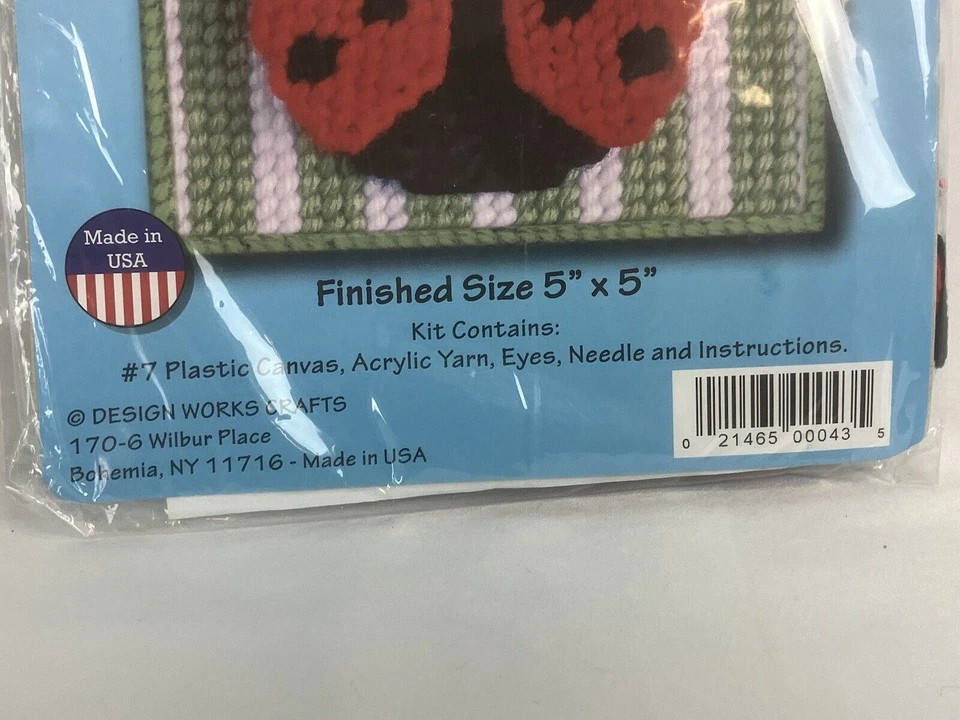 Made in
USA
Finished Size 5” x 5”
Kit Contains:
#7 Plastic Canvas, Acrylic Yarn, Eyes, Needle and Instructions.
© DESIGN WORKS CRAFTS
170-6 Wilbur Place
Bohemia, NY 11716 - Made in USA
0 21465 00043 5